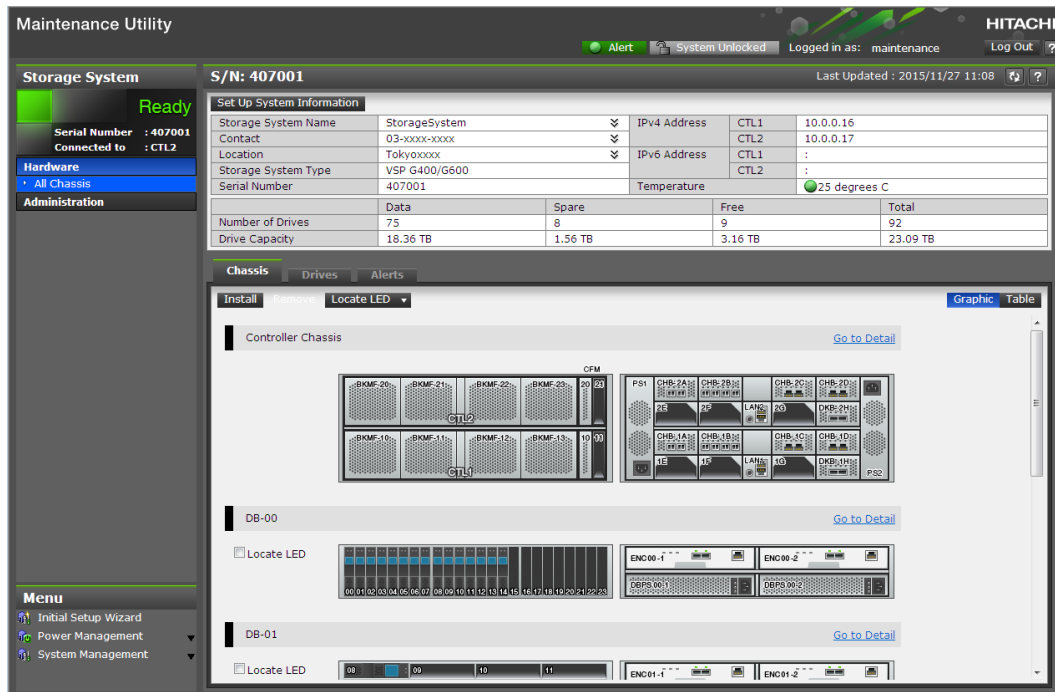 Maintenance Utility
HITACHI
Alert
System Unlocked
Logged in as: maintenance
Log Out
?
Storage System
Ready
Serial Number : 407001
Connected to : CTL2
Hardware
All Chassis
Administration
S/N: 407001
Last Updated : 2015/11/27 11:08
?
Set Up System Information
Storage System Name StorageSystem IPv4 Address CTL1 10.0.0.16
Contact 03-xxxx-xxxx CTL2 10.0.0.17
Location Tokyoxxxx IPv6 Address CTL1 :
Storage System Type VSP G400/G600 CTL2 :
Serial Number 407001 Temperature 25 degrees C
Data Spare Free Total
Number of Drives 75 8 9 92
Drive Capacity 18.36 TB 1.56 TB 3.16 TB 23.09 TB
Chassis Drives Alerts
Install Remove Locate LED Graphic Table
Controller Chassis Go to Detail
CFM
BKMF-20 BKMF-21 BKMF-22 BKMF-23 20 23
CTL2
BKMF-10 BKMF-11 BKMF-12 BKMF-13 10
CTL1
PS1 CHB-2A CHB-2B CHB-2C CHB-2D
2E 2F LAN2 2G DKB-2H
CHB-1A CHB-1B CHB-1C CHB-1D
1E 1F LAN1 1G DKB-1H PS2
DB-00 Go to Detail
Locate LED
00 01 02 03 04 05 06 07 08 09 10 11 12 13 14 15 16 17 18 19 20 21 22 23
ENC00-1 ENC00-2
DBPS00-1 DBPS00-2
DB-01 Go to Detail
Locate LED
08 09 10 11
ENC01-1 ENC01-2
Menu
Initial Setup Wizard
Power Management
System Management